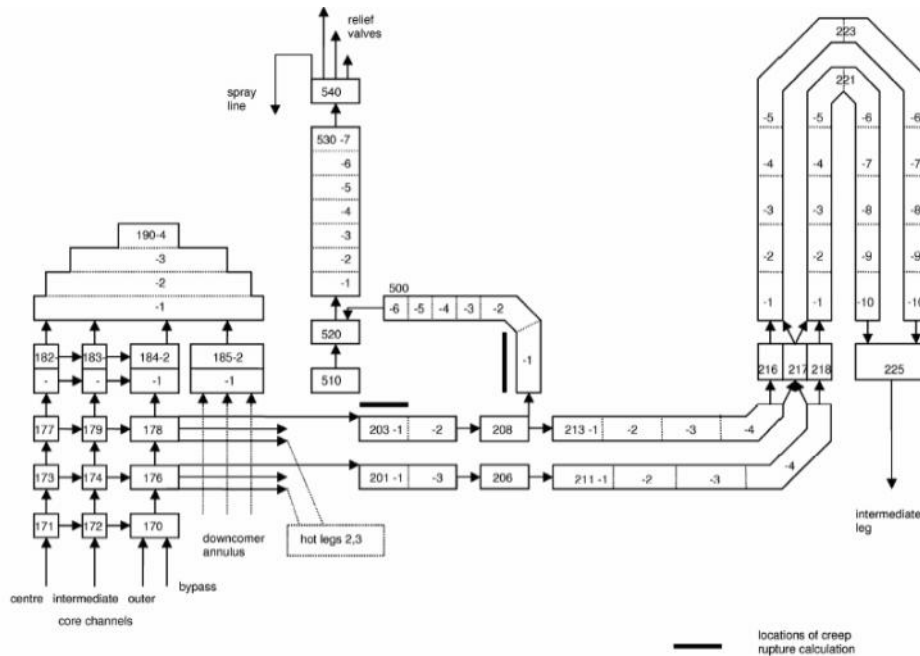 relief
valves
spray
line
540
530 -7
-6
-5
-4
-3
-2
-1
520
510
500
-6 -5 -4 -3 -2
-1
190-4
-3
-2
-1
182- 183- 184-2 185-2
- - -1 -1
177 179 178
173 174 176
171 172 170
centre intermediate outer bypass
core channels
downcomer
annulus
hot legs 2,3
203 -1 -2 208 213 -1 -2 -3 -4
201 -1 -3 206 211 -1 -2 -3 -4
223
221
-5 -5 -6 -6
-4 -4 -7 -7
-3 -3 -8 -8
-2 -2 -9 -9
-1 -1 -10 -10
216 217 218 225
intermediate
leg
locations of creep
rupture calculation